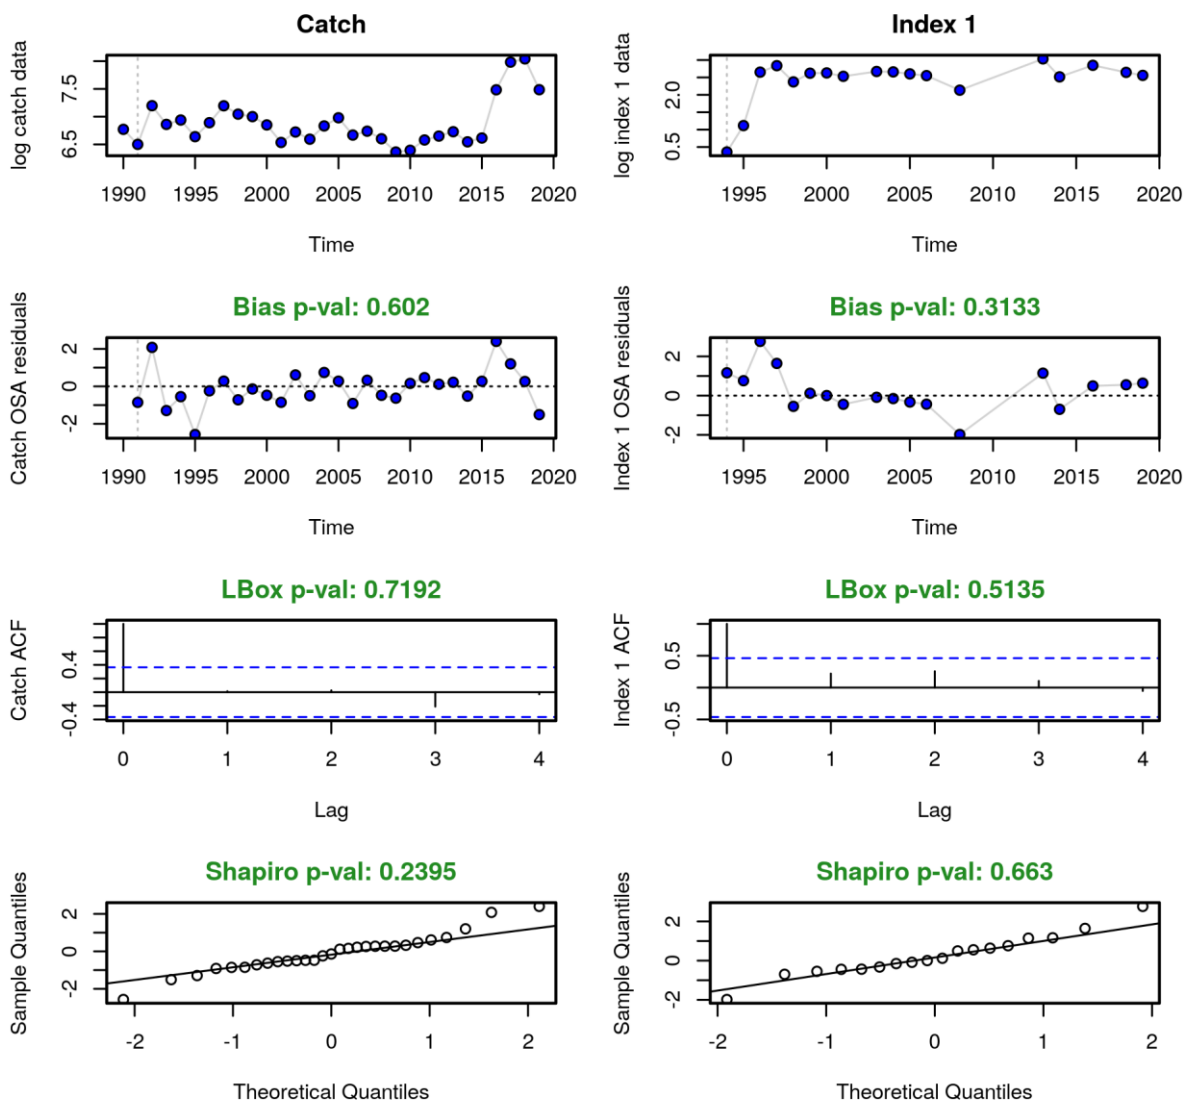 Catch
log catch data
7.5
6.5
1990 1995 2000 2005 2010 2015 2020
Time
Index 1
log index 1 data
2.0
0.5
1995 2000 2005 2010 2015 2020
Time
Bias p-val: 0.602
Catch OSA residuals
2
0
-2
1990 1995 2000 2005 2010 2015 2020
Time
Bias p-val: 0.3133
Index 1 OSA residuals
2
0
-2
1995 2000 2005 2010 2015 2020
Time
LBox p-val: 0.7192
Catch ACF
0.4
-0.4
0 1 2 3 4
Lag
LBox p-val: 0.5135
Index 1 ACF
0.5
-0.5
0 1 2 3 4
Lag
Shapiro p-val: 0.2395
Sample Quantiles
2
0
-2
-2 -1 0 1 2
Theoretical Quantiles
Shapiro p-val: 0.663
Sample Quantiles
2
0
-2
-2 -1 0 1 2
Theoretical Quantiles